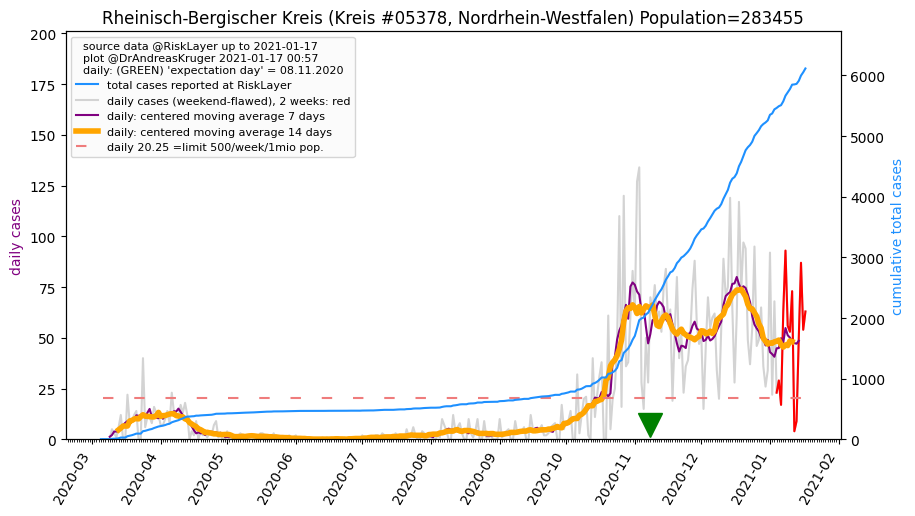 Rheinisch-Bergischer Kreis (Kreis #05378, Nordrhein-Westfalen) Population=283455
source data @RiskLayer up to 2021-01-17
plot @DrAndreasKruger 2021-01-17 00:57
daily: (GREEN) 'expectation day' = 08.11.2020
total cases reported at RiskLayer
daily cases (weekend-flawed), 2 weeks: red
daily: centered moving average 7 days
daily: centered moving average 14 days
daily 20.25 =limit 500/week/1mio pop.
daily cases
200
175
150
125
100
75
50
25
0
cumulative total cases
6000
5000
4000
3000
2000
1000
0
2020-03
2020-04
2020-05
2020-06
2020-07
2020-08
2020-09
2020-10
2020-11
2020-12
2021-01
2021-02